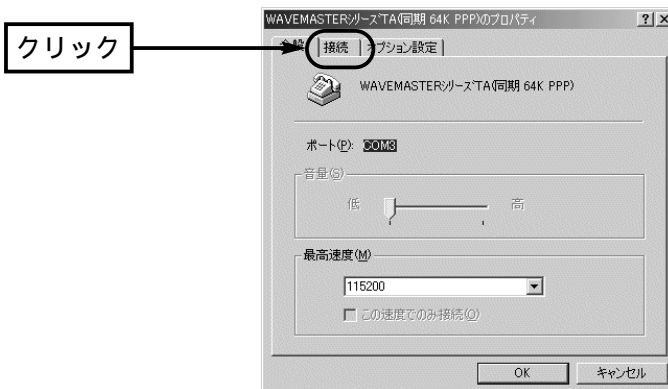 WAVEMASTERｼﾘｰｽﾞTA(同期 64K PPP)のプロパティ
クリック
全般 接続 オプション設定
WAVEMASTERｼﾘｰｽﾞTA(同期 64K PPP)
ポート(P): COM3
音量(S)
低 高
最高速度(M)
115200
この速度でのみ接続(O)
OK キャンセル